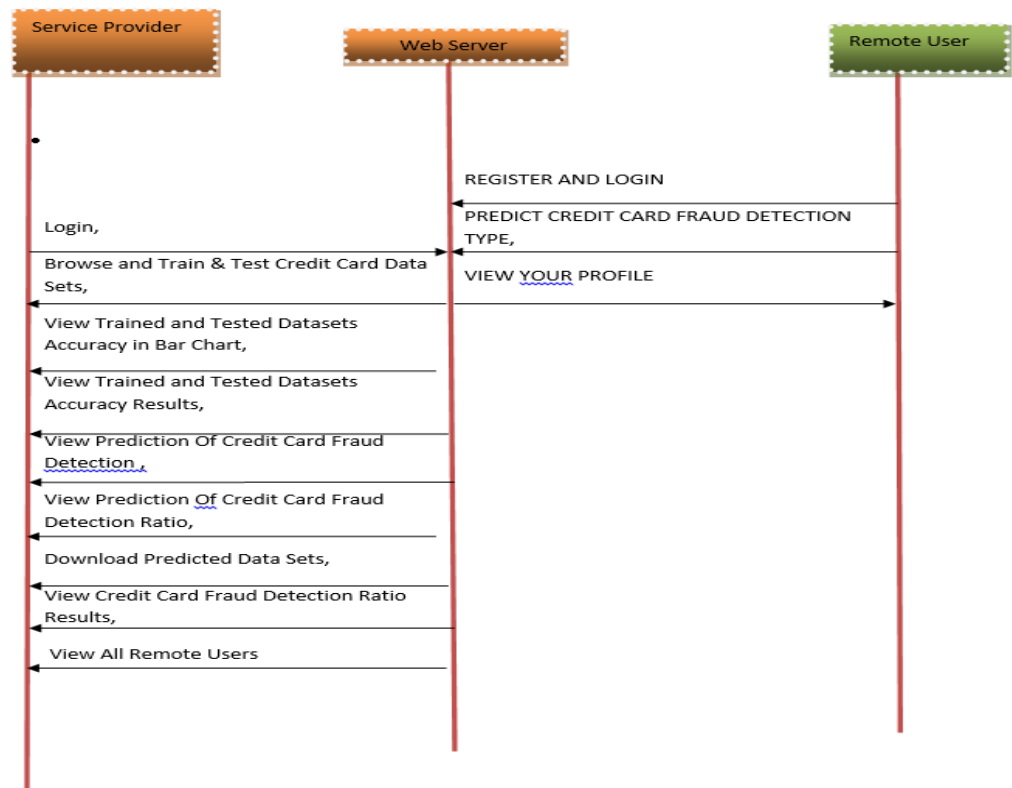 Service Provider
Web Server
Remote User
REGISTER AND LOGIN
PREDICT CREDIT CARD FRAUD DETECTION
TYPE,
VIEW YOUR PROFILE
Login,
Browse and Train & Test Credit Card Data
Sets,
View Trained and Tested Datasets
Accuracy in Bar Chart,
View Trained and Tested Datasets
Accuracy Results,
View Prediction Of Credit Card Fraud
Detection ,
View Prediction Of Credit Card Fraud
Detection Ratio,
Download Predicted Data Sets,
View Credit Card Fraud Detection Ratio
Results,
View All Remote Users